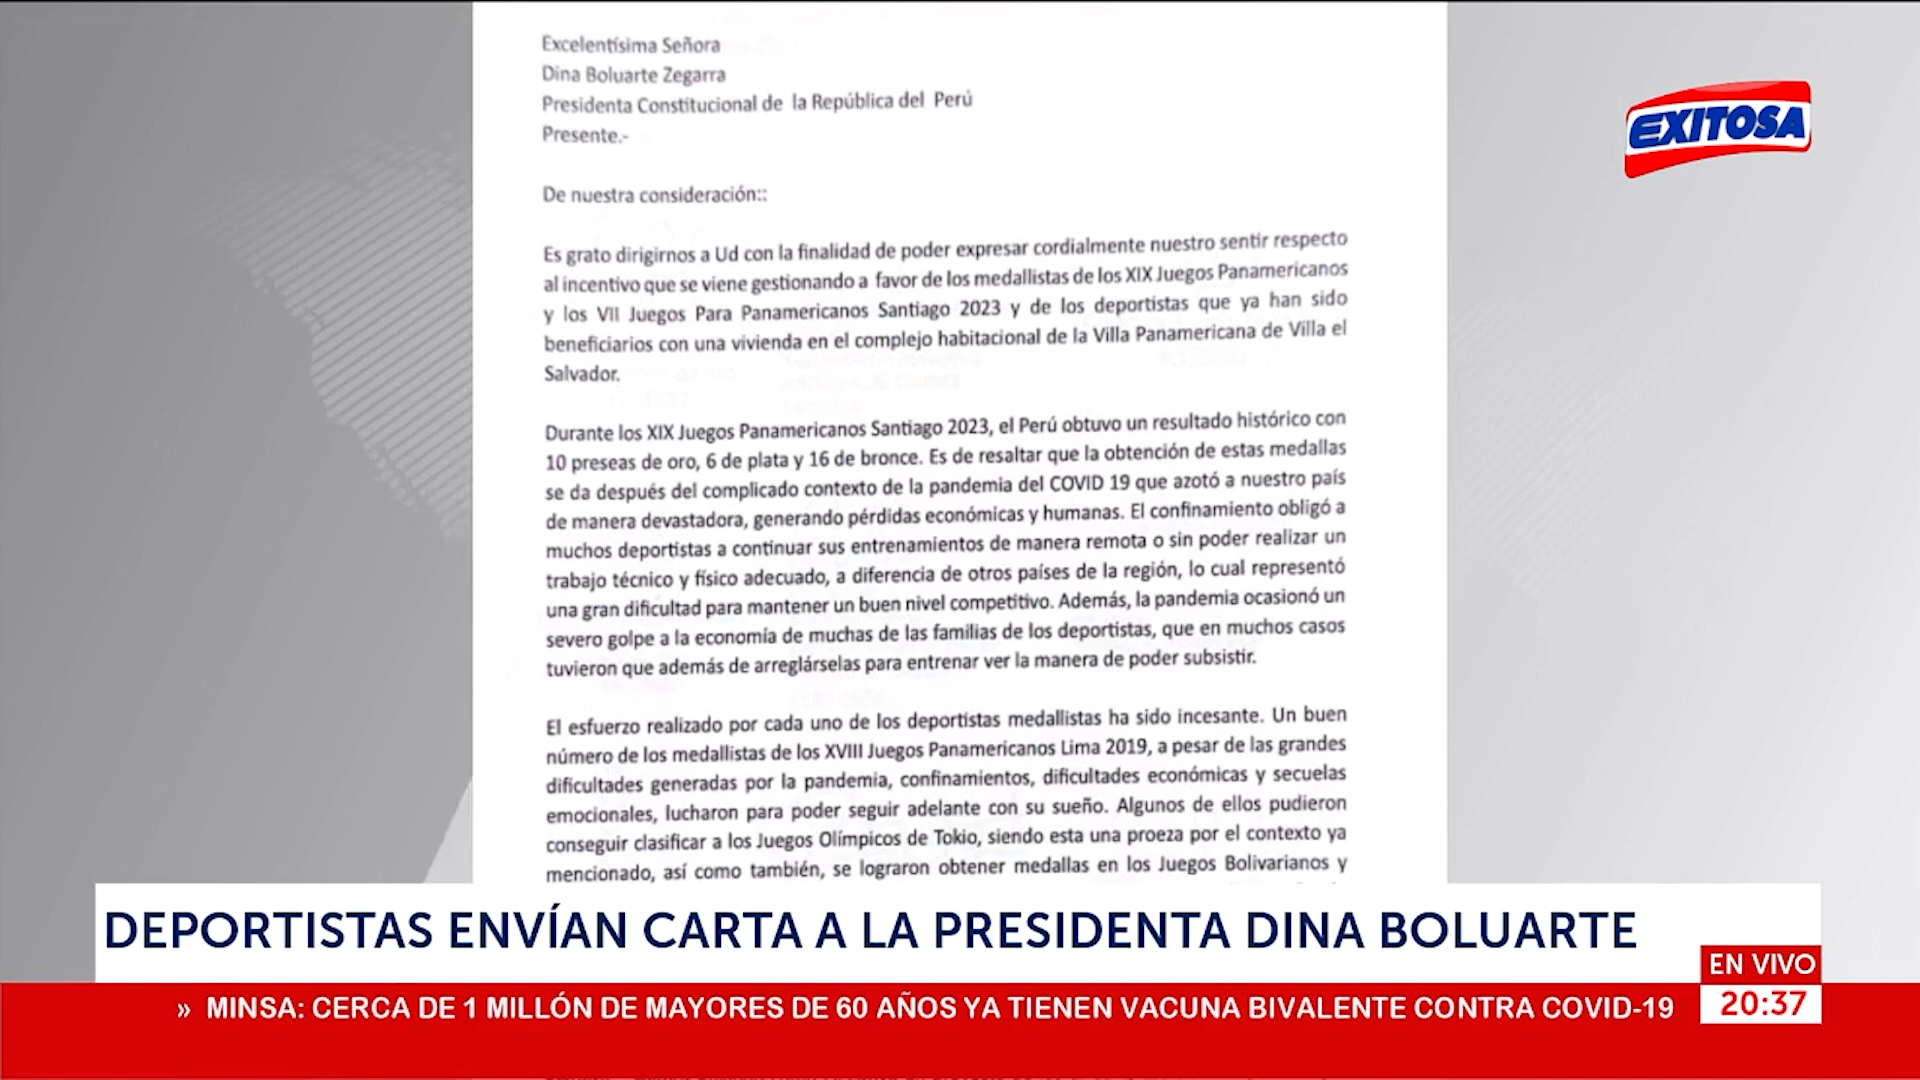 Excelentísima Señora
Dina Boluarte Zegarra
Presidenta Constitucional de la República del Perú
Presente.-
De nuestra consideración::
Es grato dirigirnos a Ud con la finalidad de poder expresar cordialmente nuestro sentir respecto
al incentivo que se viene gestionando a favor de los medallistas de los XIX Juegos Panamericanos
y los VII Juegos Para Panamericanos Santiago 2023 y de los deportistas que ya han sido
beneficiarios con una vivienda en el complejo habitacional de la Villa Panamericana de Villa el
Salvador.
Durante los XIX Juegos Panamericanos Santiago 2023, el Perú obtuvo un resultado histórico con
10 preseas de oro, 6 de plata y 16 de bronce. Es de resaltar que la obtención de estas medallas
se da después del complicado contexto de la pandemia del COVID 19 que azotó a nuestro país
de manera devastadora, generando pérdidas económicas y humanas. El confinamiento obligó a
muchos deportistas a continuar sus entrenamientos de manera remota o sin poder realizar un
trabajo técnico y físico adecuado, a diferencia de otros países de la región, lo cual representó
una gran dificultad para mantener un buen nivel competitivo. Además, la pandemia ocasionó un
severo golpe a la economía de muchas de las familias de los deportistas, que en muchos casos
tuvieron que además de arreglárselas para entrenar ver la manera de poder subsistir.
El esfuerzo realizado por cada uno de los deportistas medallistas ha sido incesante. Un buen
número de los medallistas de los XVIII Juegos Panamericanos Lima 2019, a pesar de las grandes
dificultades generadas por la pandemia, confinamientos, dificultades económicas y secuelas
emocionales, lucharon para poder seguir adelante con su sueño. Algunos de ellos pudieron
conseguir clasificar a los Juegos Olímpicos de Tokio, siendo esta una proeza por el contexto ya
mencionado, así como también, se lograron obtener medallas en los Juegos Bolivarianos y
EXITOSA
DEPORTISTAS ENVÍAN CARTA A LA PRESIDENTA DINA BOLUARTE
EN VIVO
20:37
» MINSA: CERCA DE 1 MILLÓN DE MAYORES DE 60 AÑOS YA TIENEN VACUNA BIVALENTE CONTRA COVID-19